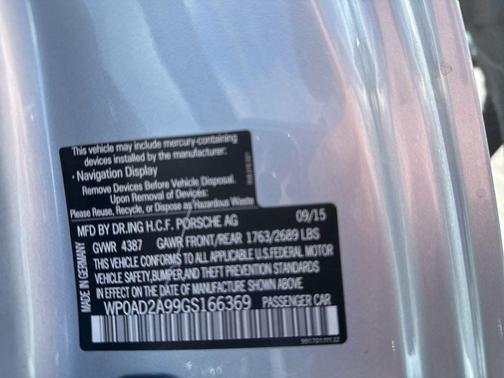 This vehicle may include mercury-containing
devices installed by the manufacturer:
· Navigation Display
Remove Devices Before Vehicle Disposal.
Upon Removal of Devices:
Please Reuse, Recycle, or Dispose as Hazardous Waste
MADE IN GERMANY
MFD BY DR.ING H.C.F. PORSCHE AG 09/15
GVWR 4387 GAWR FRONT/REAR 1763/2689 LBS
THIS VEHICLE CONFORMS TO ALL APPLICABLE U.S.FEDERAL MOTOR
VEHICLE SAFETY,BUMPER,AND THEFT PREVENTION STANDARDS
IN EFFECT ON THE DATE OF MANUFACTURE SHOWN ABOVE
WP0AD2A99GS166369 PASSENGER CAR